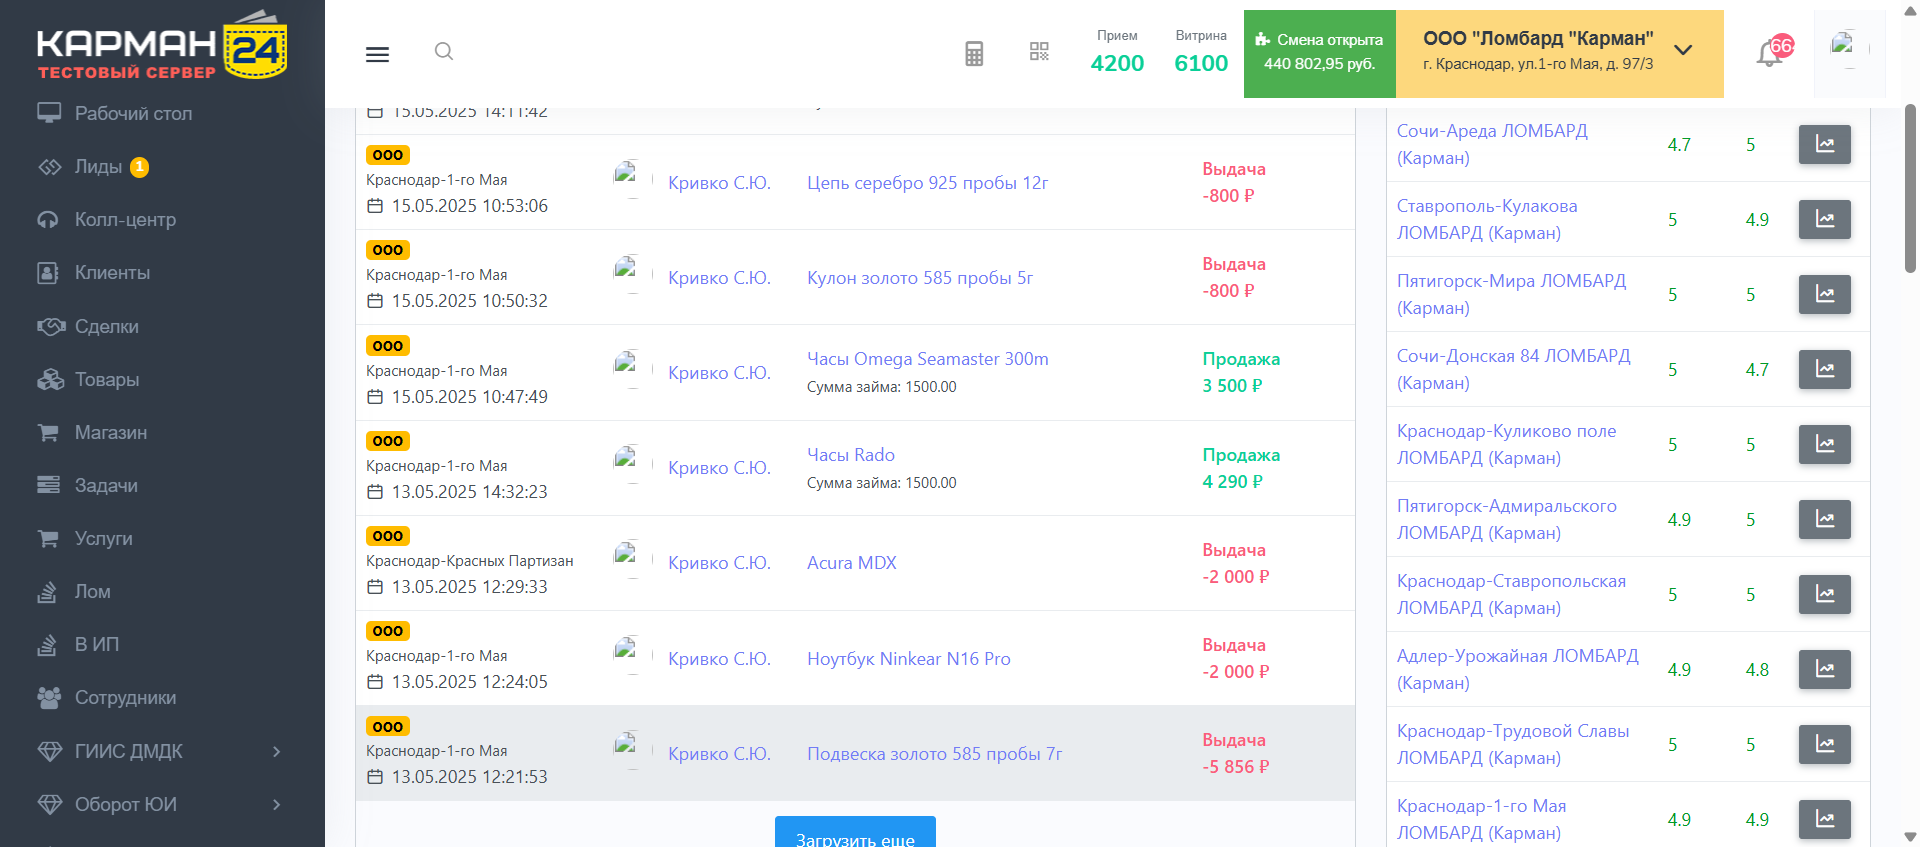 КАРМАН 24
ТЕСТОВЫЙ СЕРВЕР
Рабочий стол
Лиды 1
Колл-центр
Клиенты
Сделки
Товары
Магазин
Задачи
Услуги
Лом
В ИП
Сотрудники
ГИИС ДМДК
Оборот ЮИ
Прием
4200
Витрина
6100
Смена открыта
440 802,95 руб.
ООО "Ломбард "Карман"
г. Краснодар, ул.1-го Мая, д. 97/3
66
15.05.2025 14:11:42
ООО
Краснодар-1-го Мая
15.05.2025 10:53:06
Кривко С.Ю.
Цепь серебро 925 пробы 12г
Выдача
-800 ₽
ООО
Краснодар-1-го Мая
15.05.2025 10:50:32
Кривко С.Ю.
Кулон золото 585 пробы 5г
Выдача
-800 ₽
ООО
Краснодар-1-го Мая
15.05.2025 10:47:49
Кривко С.Ю.
Часы Omega Seamaster 300m
Сумма займа: 1500.00
Продажа
3 500 ₽
ООО
Краснодар-1-го Мая
13.05.2025 14:32:23
Кривко С.Ю.
Часы Rado
Сумма займа: 1500.00
Продажа
4 290 ₽
ООО
Краснодар-Красных Партизан
13.05.2025 12:29:33
Кривко С.Ю.
Acura MDX
Выдача
-2 000 ₽
ООО
Краснодар-1-го Мая
13.05.2025 12:24:05
Кривко С.Ю.
Ноутбук Ninkear N16 Pro
Выдача
-2 000 ₽
ООО
Краснодар-1-го Мая
13.05.2025 12:21:53
Кривко С.Ю.
Подвеска золото 585 пробы 7г
Выдача
-5 856 ₽
Загрузить еще
Сочи-Ареда ЛОМБАРД
(Карман)
4.7 5
Ставрополь-Кулакова
ЛОМБАРД (Карман)
5 4.9
Пятигорск-Мира ЛОМБАРД
(Карман)
5 5
Сочи-Донская 84 ЛОМБАРД
(Карман)
5 4.7
Краснодар-Куликово поле
ЛОМБАРД (Карман)
5 5
Пятигорск-Адмиральского
ЛОМБАРД (Карман)
4.9 5
Краснодар-Ставропольская
ЛОМБАРД (Карман)
5 5
Адлер-Урожайная ЛОМБАРД
(Карман)
4.9 4.8
Краснодар-Трудовой Славы
ЛОМБАРД (Карман)
5 5
Краснодар-1-го Мая
ЛОМБАРД (Карман)
4.9 4.9